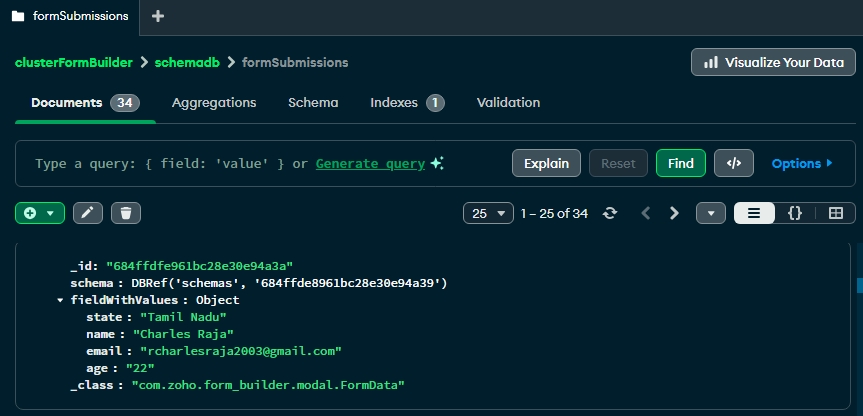 formSubmissions +
clusterFormBuilder > schemadb > formSubmissions
Visualize Your Data
Documents 34 Aggregations Schema Indexes 1 Validation
Type a query: { field: 'value' } or Generate query
Explain Reset Find </> Options
25 1 – 25 of 34 {}
_id: "684ffdfe961bc28e30e94a3a"
schema : DBRef('schemas', '684ffde8961bc28e30e94a39')
fieldWithValues : Object
state : "Tamil Nadu"
name : "Charles Raja"
email : "rcharlesraja2003@gmail.com"
age : "22"
_class : "com.zoho.form_builder.modal.FormData"